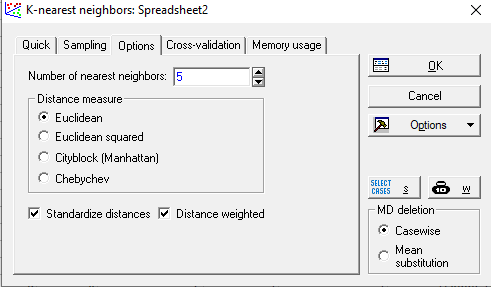 K-nearest neighbors: Spreadsheet2
Quick Sampling Options Cross-validation Memory usage
Number of nearest neighbors: 5
Distance measure
Euclidean
Euclidean squared
Cityblock (Manhattan)
Chebychev
Standardize distances Distance weighted
OK
Cancel
Options
SELECT
CASES S W
MD deletion
Casewise
Mean
substitution